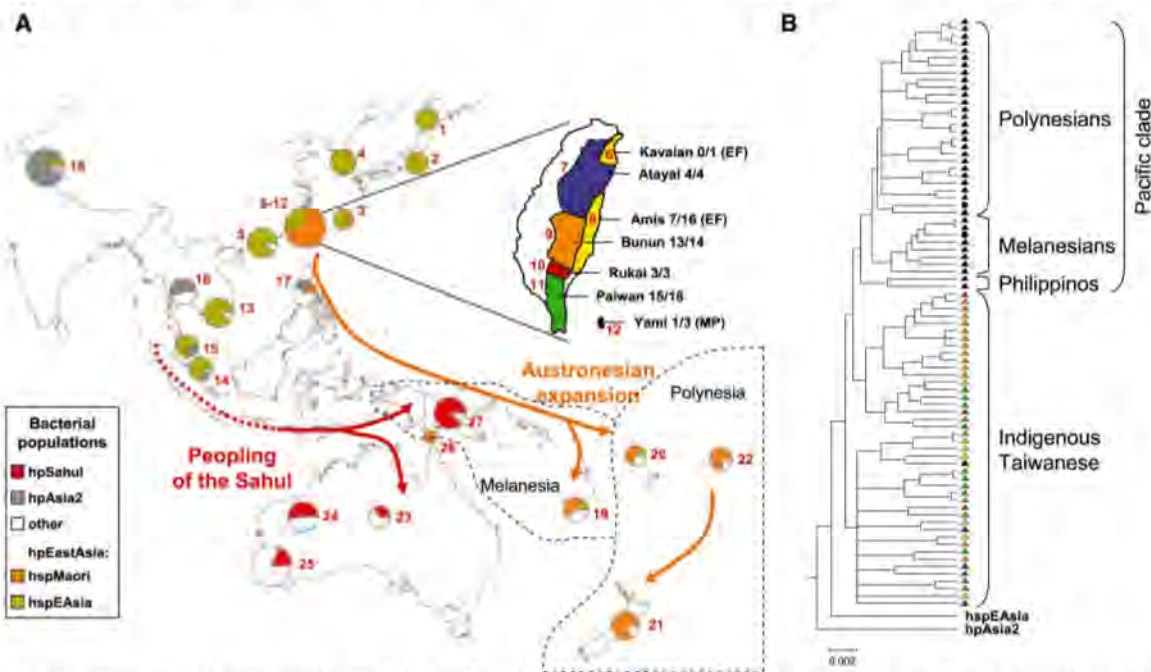 A
B
1
2
3
4
5
6-12
18
16
17
13
15
14
7
6
8
9
10
11
12
Kavalan 0/1 (EF)
Atayal 4/4
Amis 7/16 (EF)
Bunun 13/14
Rukai 3/3
Paiwan 15/16
Yami 1/3 (MP)
Austronesian
expansion
Polynesia
Peopling
of the Sahul
Melanesia
27
26
20
22
19
24
23
25
21
Bacterial
populations
hpSahul
hpAsia2
other
hpEastAsia:
hspMaori
hspEAsia
Polynesians
Melanesians
Philippinos
Pacific clade
Indigenous
Taiwanese
hspEAsia
hpAsia2
0.002